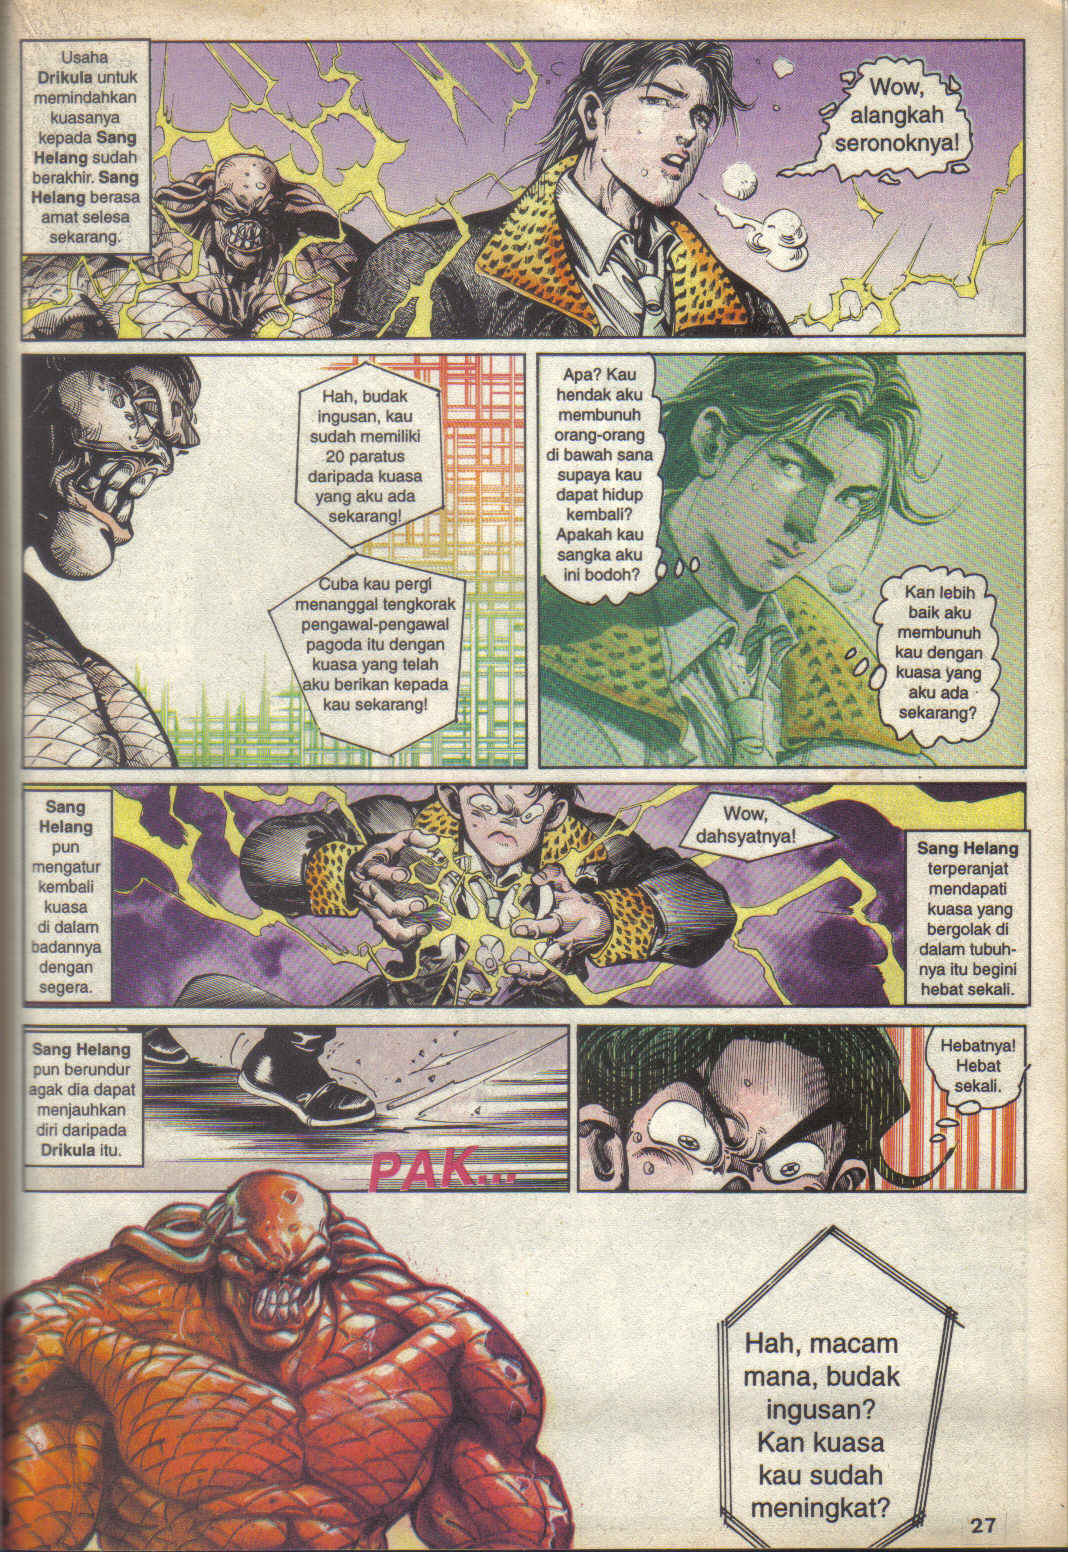 Usaha
Drikula untuk
memindahkan
kuasanya
kepada Sang
Helang sudah
berakhir. Sang
Helang berasa
amat selesa
sekarang.
Wow,
alangkah
seronoknya!
Hah, budak
ingusan, kau
sudah memiliki
20 paratus
daripada kuasa
yang aku ada
sekarang!
Cuba kau pergi
menanggal tengkorak
pengawal-pengawal
pagoda itu dengan
kuasa yang telah
aku berikan kepada
kau sekarang!
Apa? Kau
hendak aku
membunuh
orang-orang
di bawah sana
supaya kau
dapat hidup
kembali?
Apakah kau
sangka aku
ini bodoh?
Kan lebih
baik aku
membunuh
kau dengan
kuasa yang
aku ada
sekarang?
Sang
Helang
pun
mengatur
kembali
kuasa
di dalam
badannya
dengan
segera.
Wow,
dahsyatnya!
Sang Helang
terperanjat
mendapati
kuasa yang
bergolak di
dalam tubuh-
nya itu begini
hebat sekali.
Sang Helang
pun berundur
agak dia dapat
menjauhkan
diri daripada
Drikula itu.
PAK...
Hebatnya!
Hebat
sekali.
Hah, macam
mana, budak
ingusan?
Kan kuasa
kau sudah
meningkat?
27